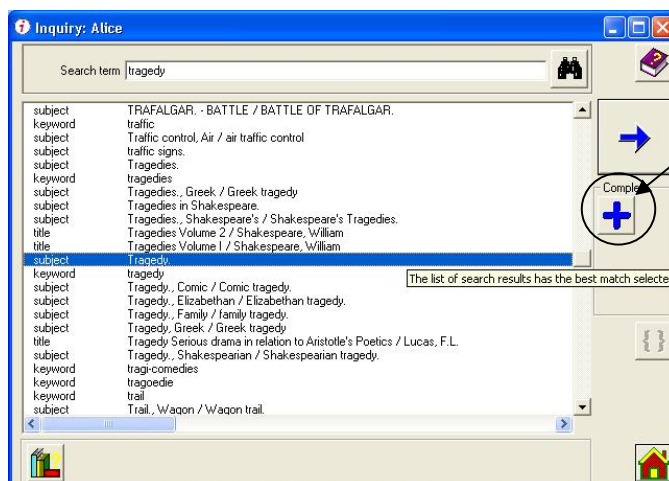 Inquiry: Alice
Search term tragedy
subject TRAFALGAR. - BATTLE / BATTLE OF TRAFALGAR.
keyword traffic
subject Traffic control, Air / air traffic control
subject traffic signs.
subject Tragedies.
keyword tragedies
subject Tragedies., Greek / Greek tragedy
subject Tragedies in Shakespeare.
subject Tragedies., Shakespeare's / Shakespeare's Tragedies.
title Tragedies Volume 2 / Shakespeare, William
title Tragedies Volume I / Shakespeare, William
subject Tragedy.
keyword tragedy
subject Tragedy., Comic / Comic tragedy.
subject Tragedy., Elizabethan / Elizabethan tragedy.
subject Tragedy., Family / family tragedy.
subject Tragedy, Greek / Greek tragedy
title Tragedy Serious drama in relation to Aristotle's Poetics / Lucas, F.L.
subject Tragedy., Shakespearian / Shakespearian tragedy.
keyword tragi-comedies
keyword tragoedie
keyword trail
subject Trail., Wagon / Wagon trail.
Comple
The list of search results has the best match selecte
{ }